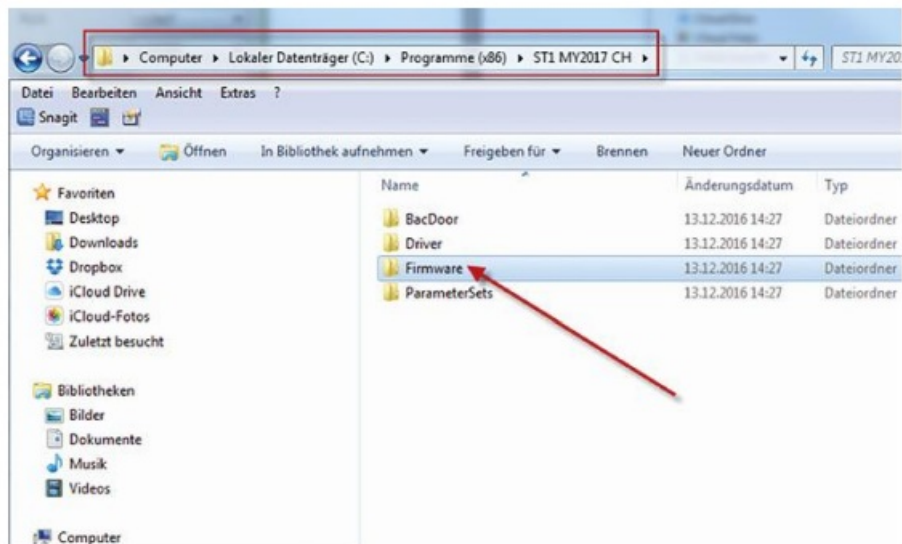 Computer ▸ Lokaler Datenträger (C:) ▸ Programme (x86) ▸ ST1 MY2017 CH ▸
ST1 MY20
Datei Bearbeiten Ansicht Extras ?
Snagit
Organisieren Öffnen In Bibliothek aufnehmen Freigeben für Brennen Neuer Ordner
Name Änderungsdatum Typ
Favoriten
Desktop
Downloads
Dropbox
iCloud Drive
iCloud-Fotos
Zuletzt besucht
Bibliotheken
Bilder
Dokumente
Musik
Videos
Computer
BacDoor 13.12.2016 14:27 Dateiordner
Driver 13.12.2016 14:27 Dateiordner
Firmware 13.12.2016 14:27 Dateiordner
ParameterSets 13.12.2016 14:27 Dateiordner